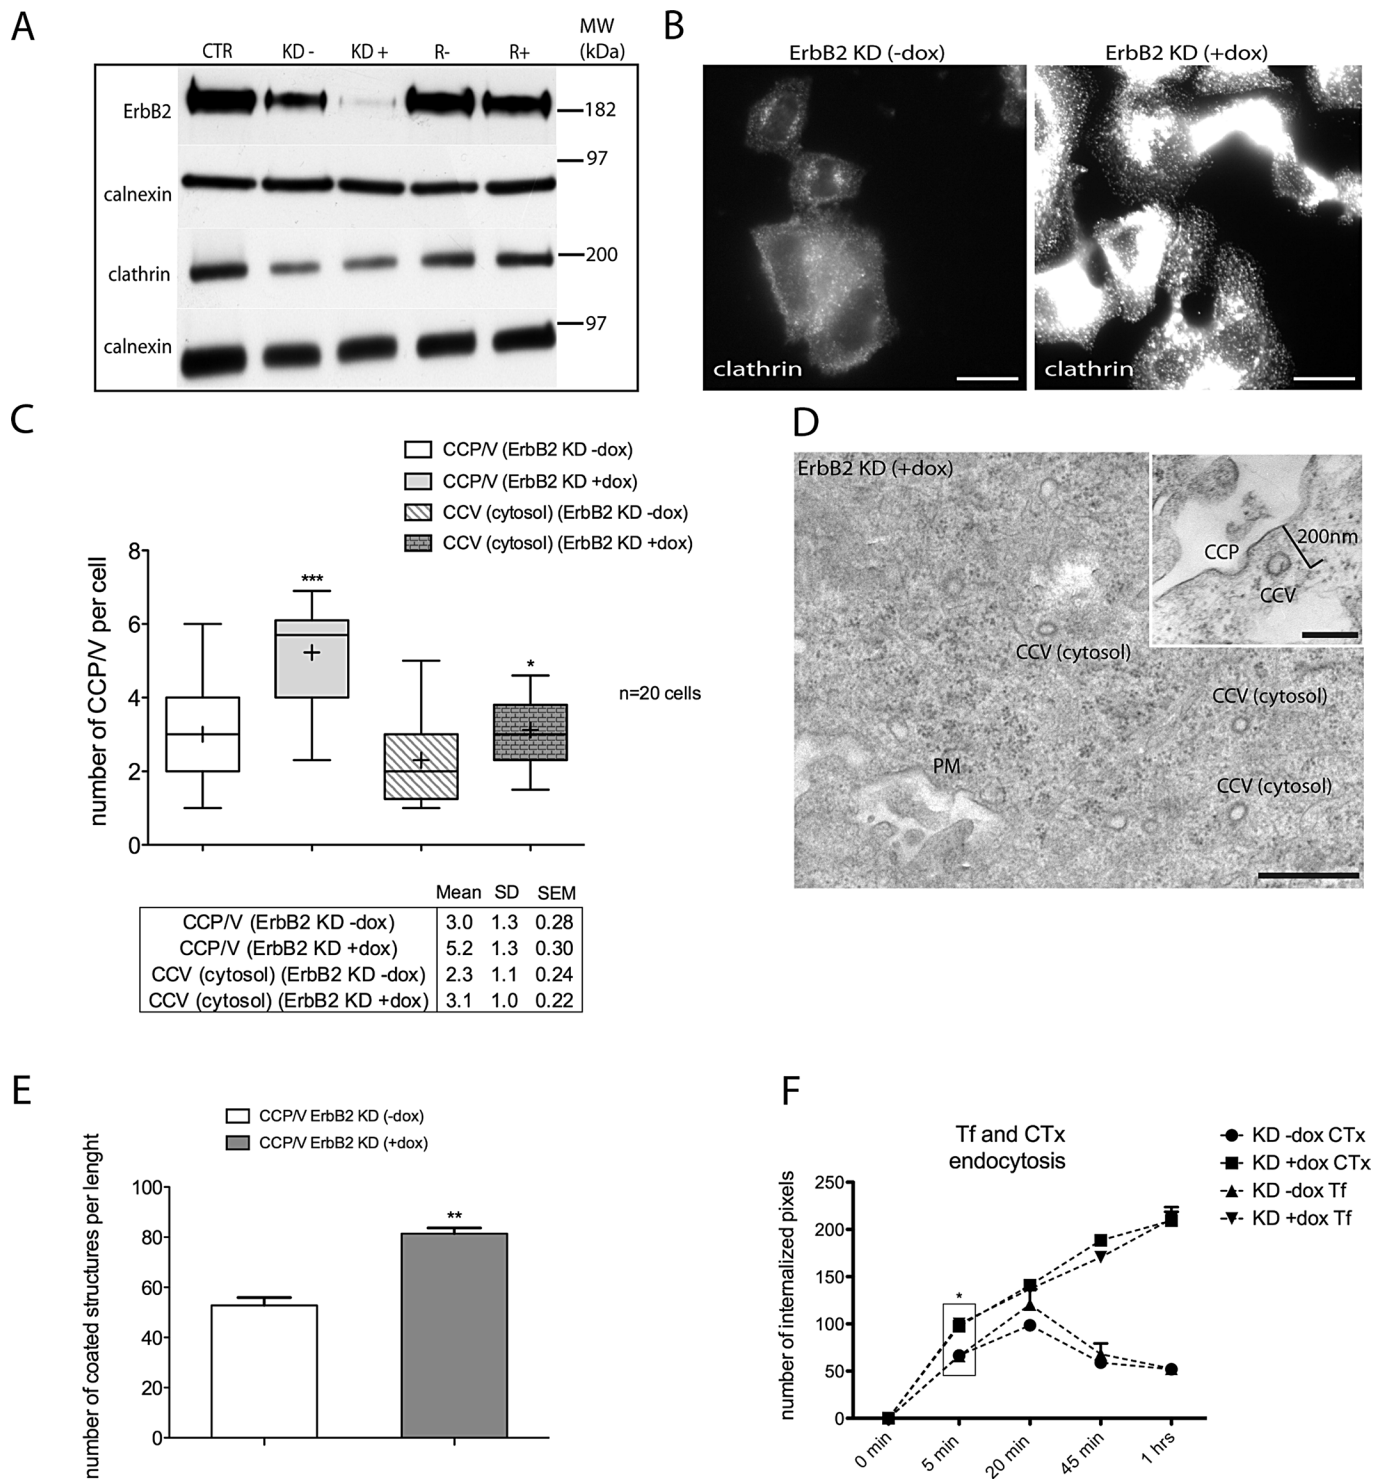 A
CTR KD - KD + R- R+ MW
(kDa)
ErbB2 182
97
calnexin
200
clathrin
97
calnexin
B
ErbB2 KD (-dox) ErbB2 KD (+dox)
clathrin clathrin
C
CCP/V (ErbB2 KD -dox)
CCP/V (ErbB2 KD +dox)
CCV (cytosol) (ErbB2 KD -dox)
CCV (cytosol) (ErbB2 KD +dox)
number of CCP/V per cell
8
6
4
2
0
***
*
n=20 cells
Mean SD SEM
CCP/V (ErbB2 KD -dox) 3.0 1.3 0.28
CCP/V (ErbB2 KD +dox) 5.2 1.3 0.30
CCV (cytosol) (ErbB2 KD -dox) 2.3 1.1 0.24
CCV (cytosol) (ErbB2 KD +dox) 3.1 1.0 0.22
D
ErbB2 KD (+dox)
200nm
CCP
CCV
CCV (cytosol)
CCV (cytosol)
PM
CCV (cytosol)
E
CCP/V ErbB2 KD (-dox)
CCP/V ErbB2 KD (+dox)
number of coated structures per lenght
100
80
60
40
20
0
**
F
Tf and CTx
endocytosis
KD -dox CTx
KD +dox CTx
KD -dox Tf
KD +dox Tf
number of internalized pixels
250
200
150
100
50
0
*
0 min 5 min 20 min 45 min 1 hrs